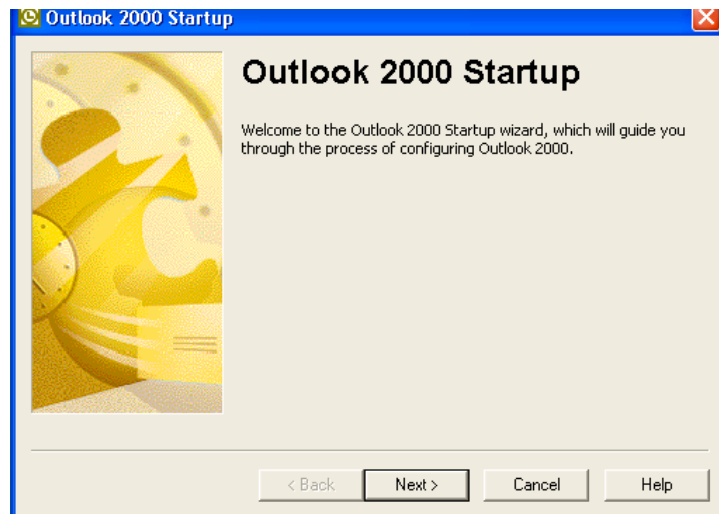 Outlook 2000 Startup
Outlook 2000 Startup
Welcome to the Outlook 2000 Startup wizard, which will guide you
through the process of configuring Outlook 2000.
< Back Next > Cancel Help